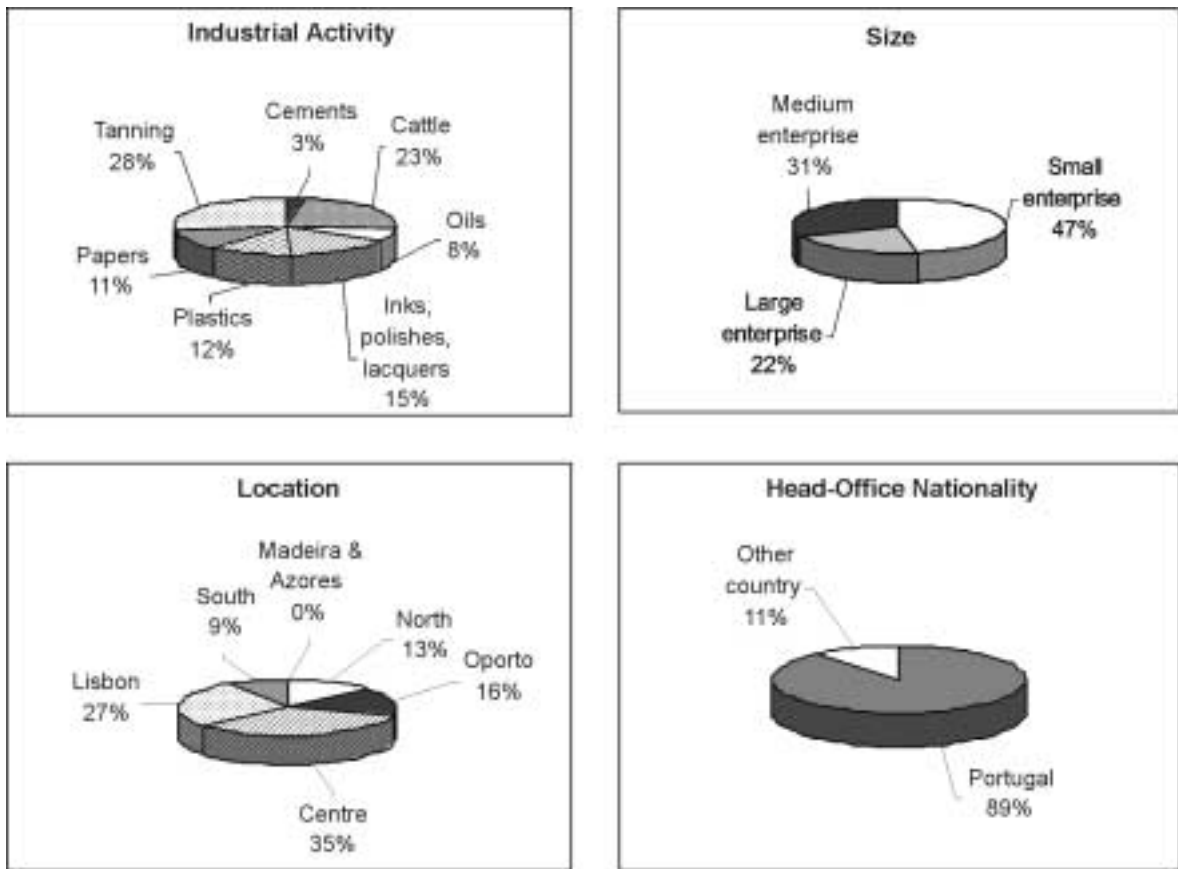 Industrial Activity
Cements
3%
Cattle
23%
Oils
8%
Inks,
polishes,
lacquers
15%
Plastics
12%
Papers
11%
Tanning
28%
Size
Medium
enterprise
31%
Small
enterprise
47%
Large
enterprise
22%
Location
Madeira &
Azores
0%
North
13%
Oporto
16%
Centre
35%
Lisbon
27%
South
9%
Head-Office Nationality
Other
country
11%
Portugal
89%